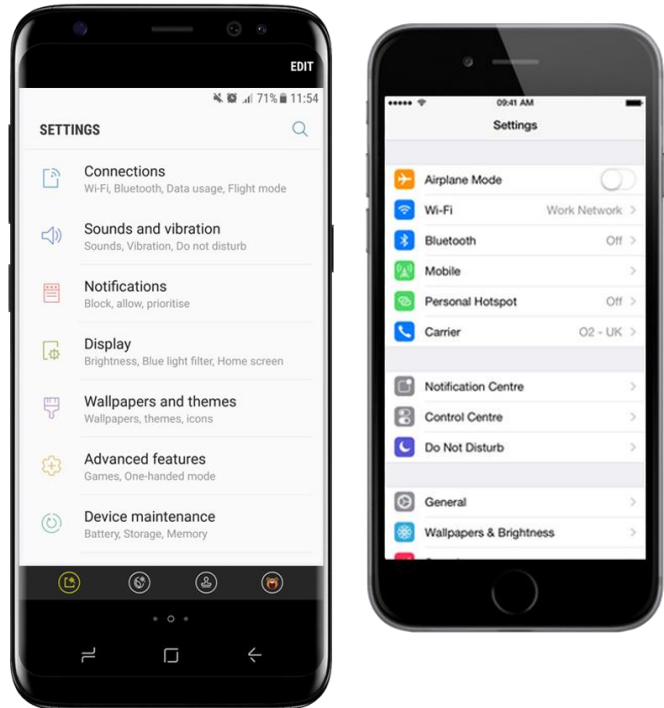 EDIT
71% 11:54
SETTINGS
Connections
Wi-Fi, Bluetooth, Data usage, Flight mode
Sounds and vibration
Sounds, Vibration, Do not disturb
Notifications
Block, allow, prioritise
Display
Brightness, Blue light filter, Home screen
Wallpapers and themes
Wallpapers, themes, icons
Advanced features
Games, One-handed mode
Device maintenance
Battery, Storage, Memory
09:41 AM
Settings
Airplane Mode
Wi-Fi Work Network
Bluetooth Off
Mobile
Personal Hotspot Off
Carrier O2 - UK
Notification Centre
Control Centre
Do Not Disturb
General
Wallpapers & Brightness